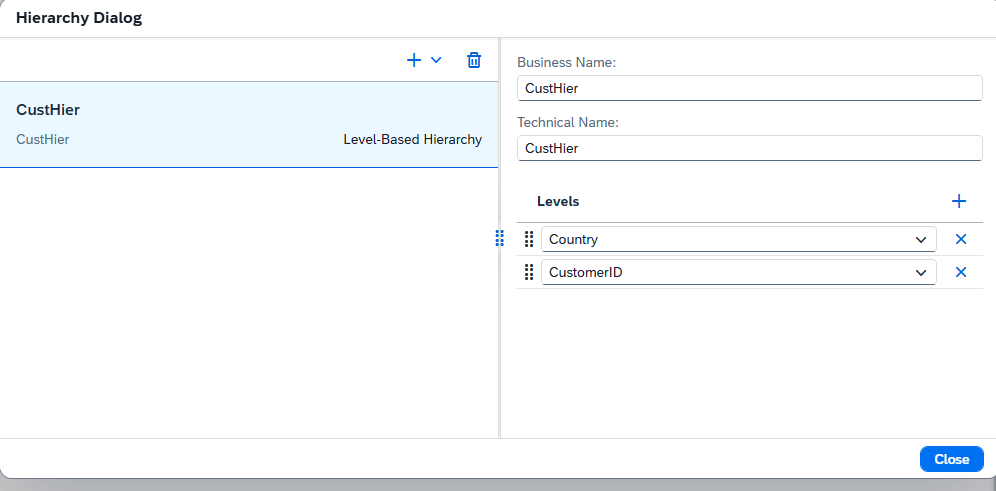 Hierarchy Dialog
CustHier
CustHier Level-Based Hierarchy
Business Name:
CustHier
Technical Name:
CustHier
Levels
Country
CustomerID
Close